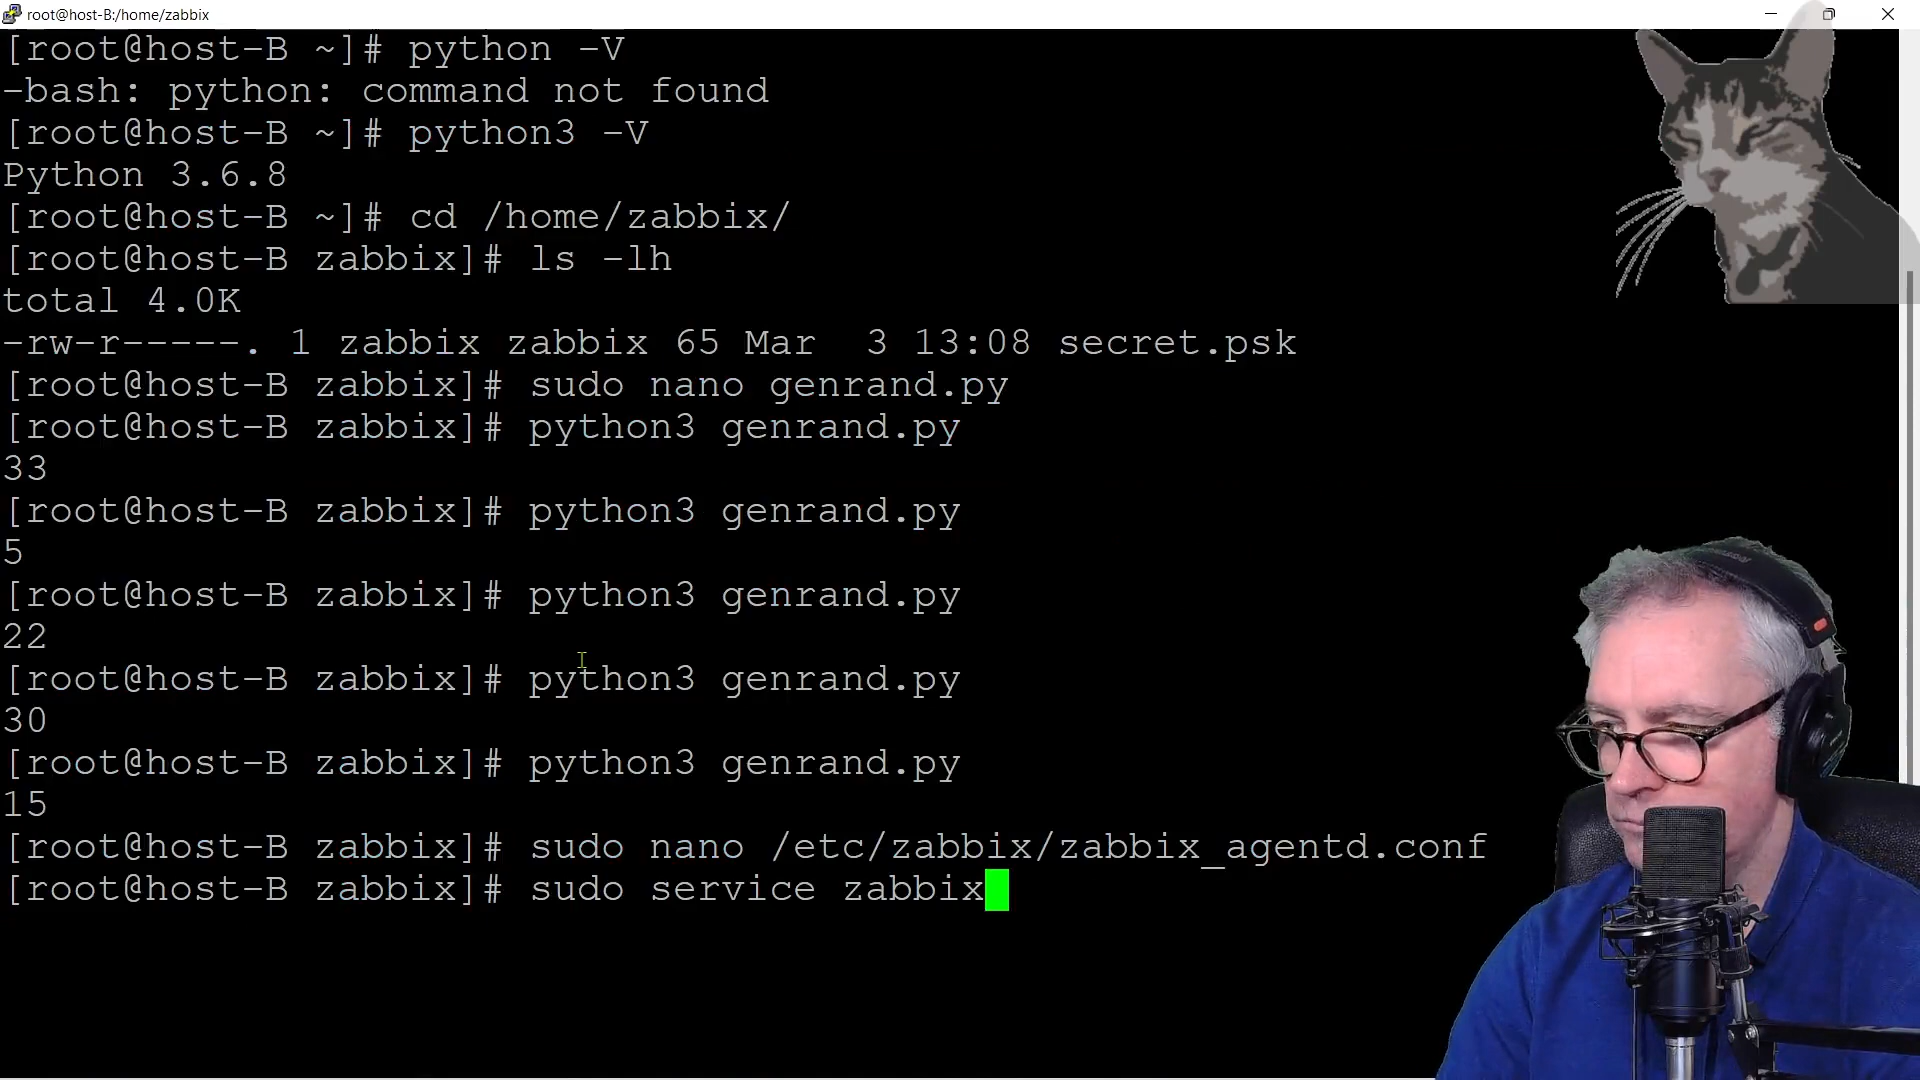 root@host-B:/home/zabbix
[root@host-B ~]# python -V
-bash: python: command not found
[root@host-B ~]# python3 -V
Python 3.6.8
[root@host-B ~]# cd /home/zabbix/
[root@host-B zabbix]# ls -lh
total 4.0K
-rw-r-----. 1 zabbix zabbix 65 Mar  3 13:08 secret.psk
[root@host-B zabbix]# sudo nano genrand.py
[root@host-B zabbix]# python3 genrand.py
33
[root@host-B zabbix]# python3 genrand.py
5
[root@host-B zabbix]# python3 genrand.py
22
[root@host-B zabbix]# python3 genrand.py
30
[root@host-B zabbix]# python3 genrand.py
15
[root@host-B zabbix]# sudo nano /etc/zabbix/zabbix_agentd.conf
[root@host-B zabbix]# sudo service zabbix